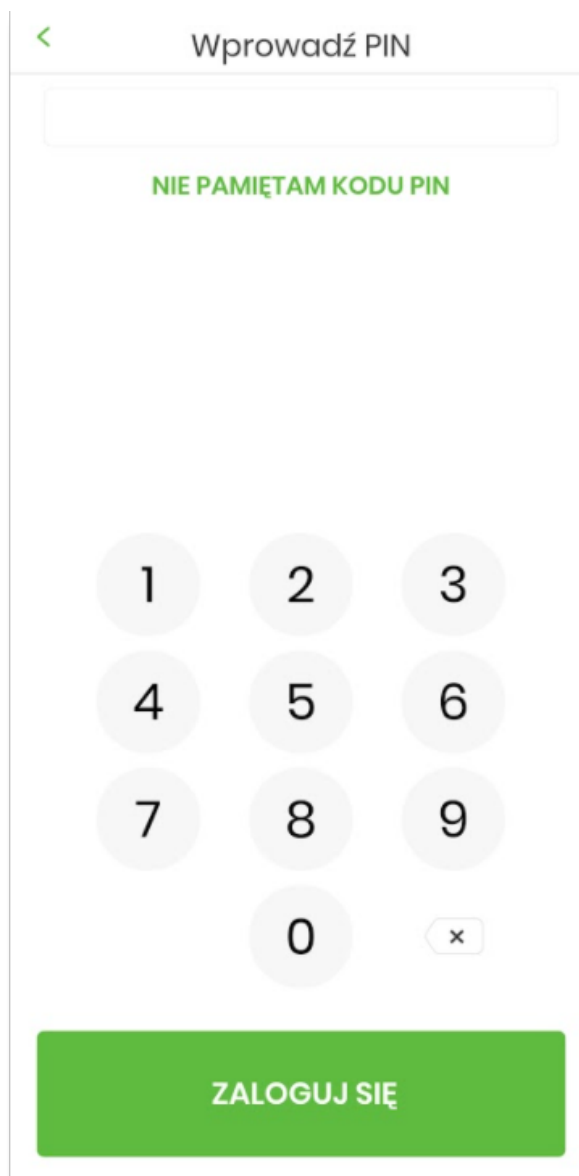 Wprowadź PIN
NIE PAMIĘTAM KODU PIN
1 2 3
4 5 6
7 8 9
0
ZALOGUJ SIĘ